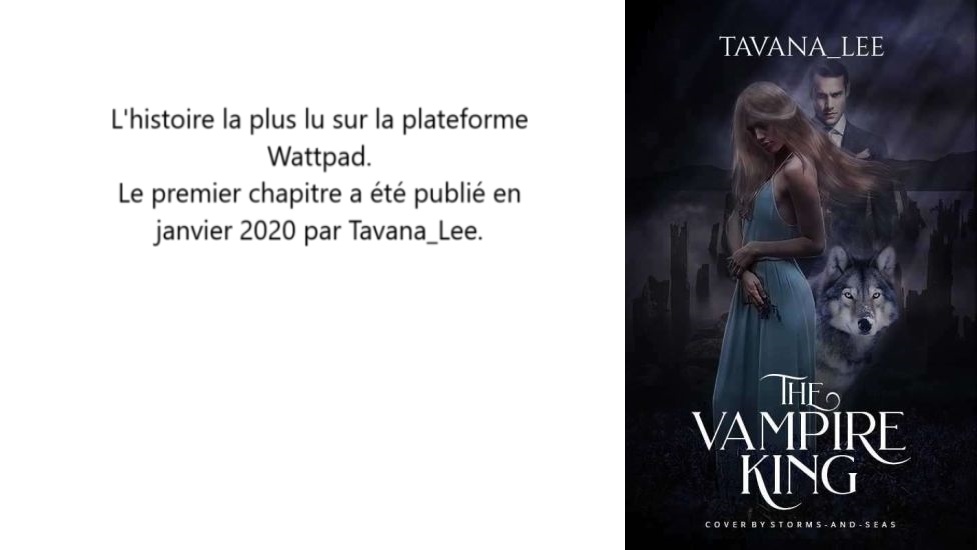 L'histoire la plus lu sur la plateforme
Wattpad.
Le premier chapitre a été publié en
janvier 2020 par Tavana_Lee.
TAVANA_LEE
THE
VAMPIRE
KING
COVER BY STORMS-AND-SEAS